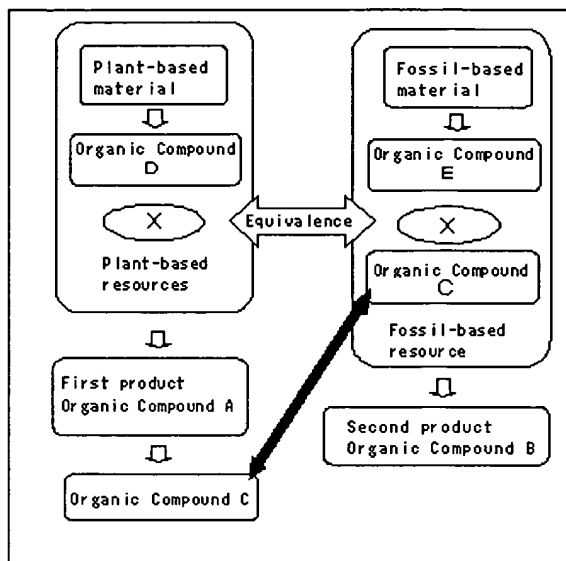 Plant-based
material
Organic Compound
D
X
Plant-based
resources
First product
Organic Compound A
Organic Compound C
Equivalence
Fossil-based
material
Organic Compound
E
X
Organic Compound
C
Fossil-based
resource
Second product
Organic Compound B